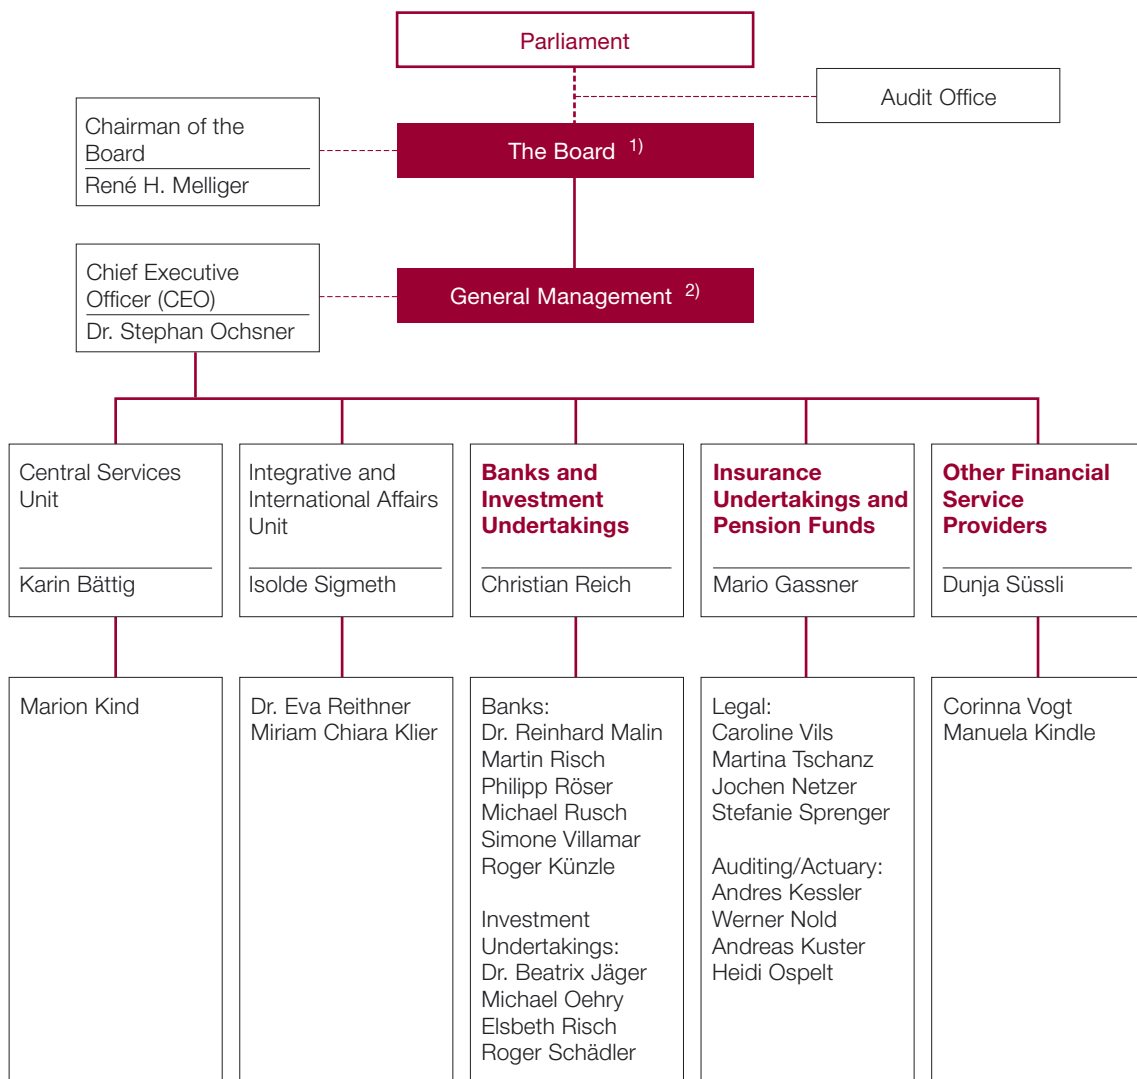 Parliament
Audit Office
Chairman of the
Board
René H. Melliger
The Board 1)
Chief Executive
Officer (CEO)
Dr. Stephan Ochsner
General Management 2)
Central Services
Unit
Karin Bättig
Integrative and
International Affairs
Unit
Isolde Sigmeth
Banks and
Investment
Undertakings
Christian Reich
Insurance
Undertakings and
Pension Funds
Mario Gassner
Other Financial
Service
Providers
Dunja Süssli
Marion Kind
Dr. Eva Reithner
Miriam Chiara Klier
Banks:
Dr. Reinhard Malin
Martin Risch
Philipp Röser
Michael Rusch
Simone Villamar
Roger Künzle
Investment
Undertakings:
Dr. Beatrix Jäger
Michael Oehry
Elsbeth Risch
Roger Schädler
Legal:
Caroline Vils
Martina Tschanz
Jochen Netzer
Stefanie Sprenger
Auditing/Actuary:
Andres Kessler
Werner Nold
Andreas Kuster
Heidi Ospelt
Corinna Vogt
Manuela Kindle